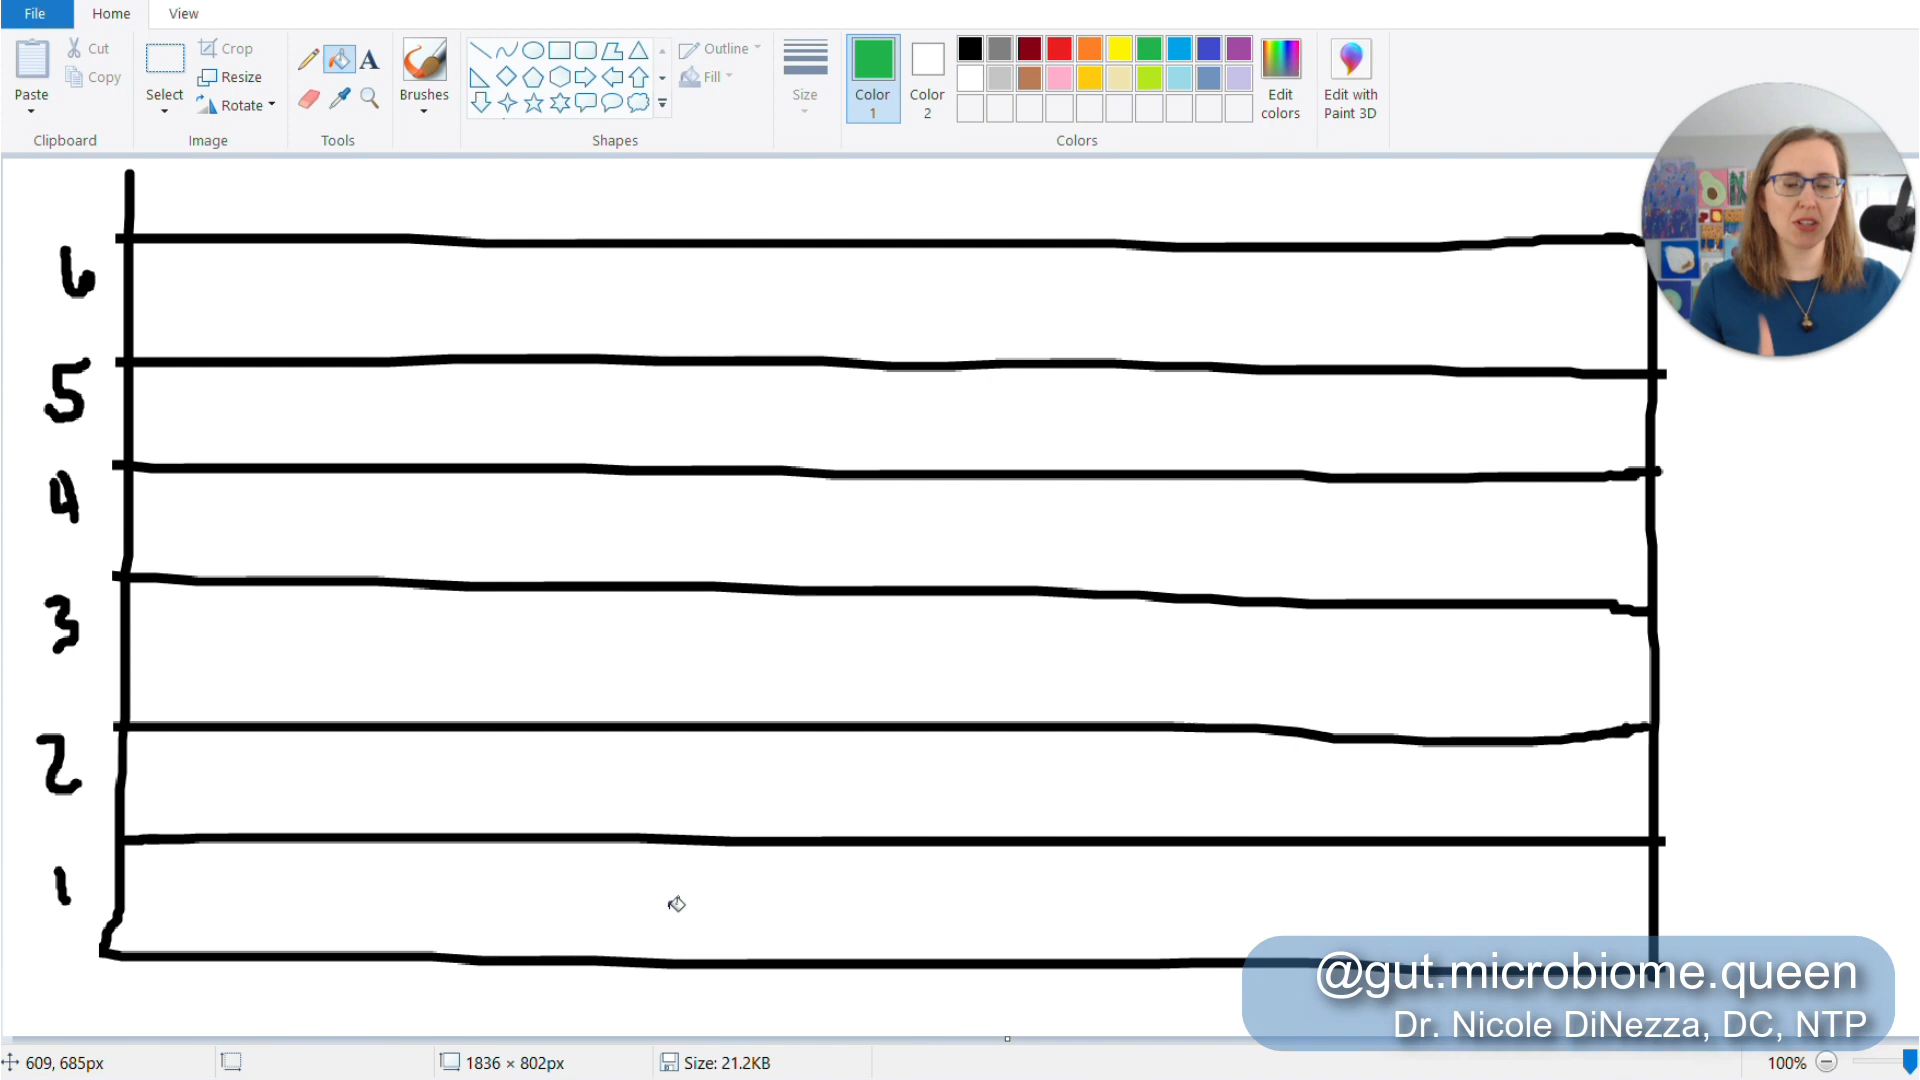 File Home View
Paste
Cut
Copy
Clipboard
Select
Crop
Resize
Rotate
Image
A
Tools
Brushes
Shapes
Outline
Fill
Size
Color 1
Color 2
Colors
Edit colors
Edit with Paint 3D
6
5
4
3
2
1
@gut.microbiome.queen
Dr. Nicole DiNezza, DC, NTP
609, 685px
1836 × 802px
Size: 21.2KB
100%